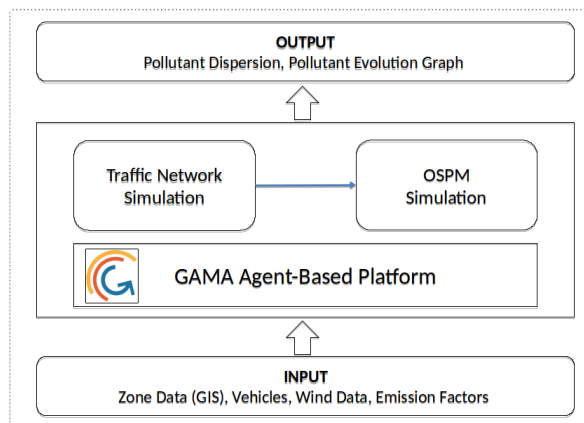 OUTPUT
Pollutant Dispersion, Pollutant Evolution Graph
Traffic Network
Simulation
OSPM
Simulation
GAMA Agent-Based Platform
INPUT
Zone Data (GIS), Vehicles, Wind Data, Emission Factors